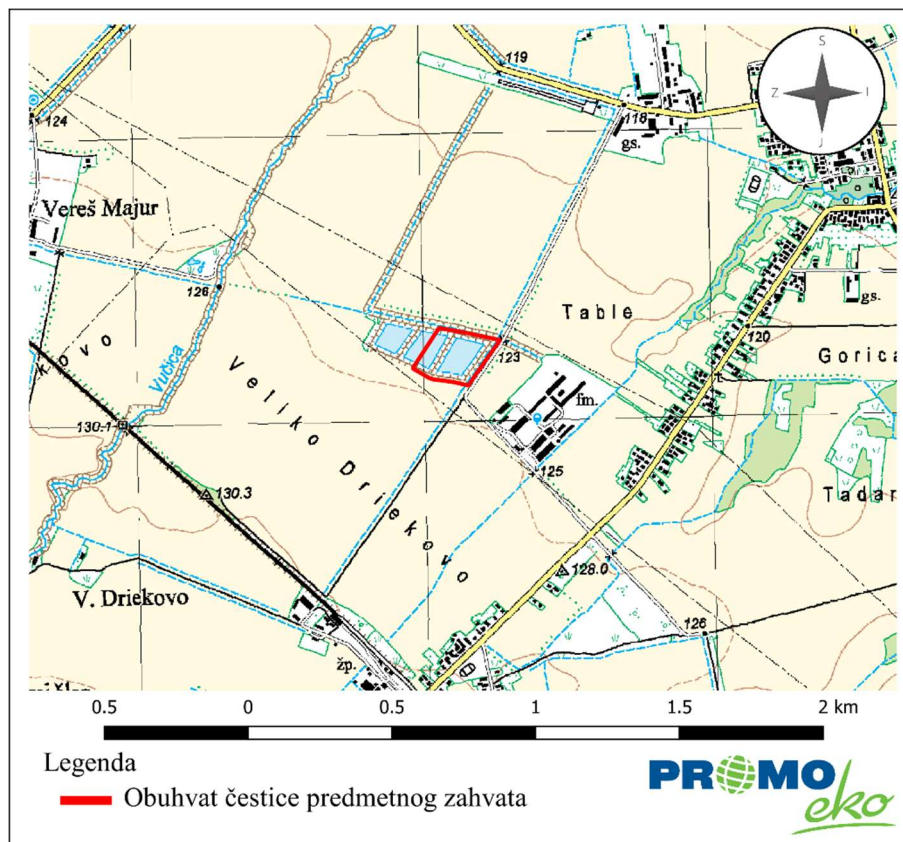 119
S
Z
I
J
124
118
gs.
Vereš Majur
126
Vučica
Table
gs.
123
120
kovo
Veliko Driekovo
Gorica
fm.
130.1
125
130.3
Tadar
128.0
V. Driekovo
126
žp.
0.5 0 0.5 1 1.5 2 km
Legenda
Obuhvat čestice predmetnog zahvata
PROMO
eko